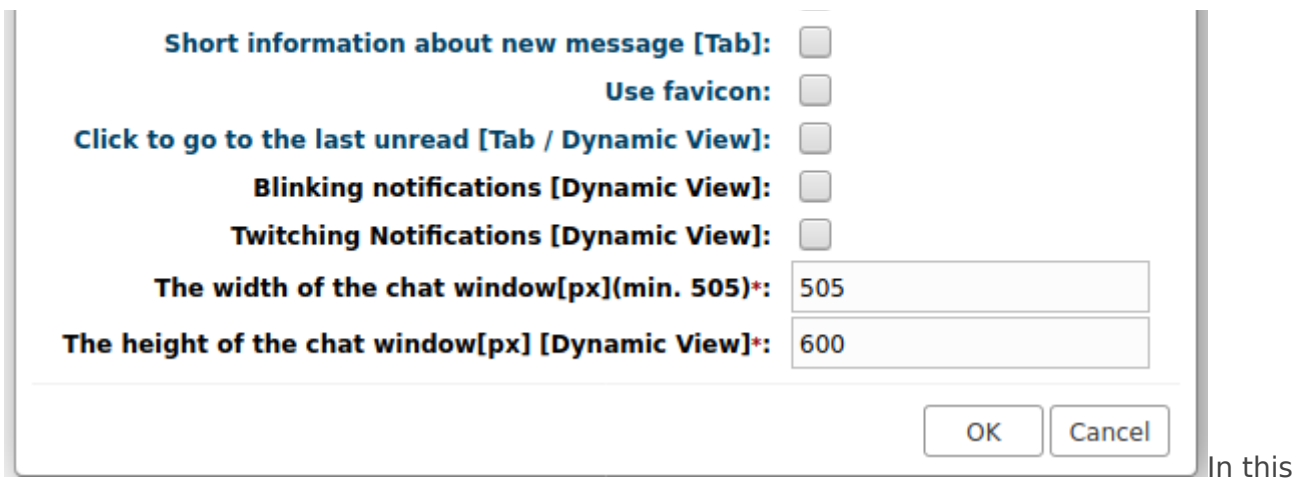 Short information about new message [Tab]:
Use favicon:
Click to go to the last unread [Tab / Dynamic View]:
Blinking notifications [Dynamic View]:
Twitching Notifications [Dynamic View]:
The width of the chat window[px](min. 505)*: 505
The height of the chat window[px] [Dynamic View]*: 600
OK Cancel
In this